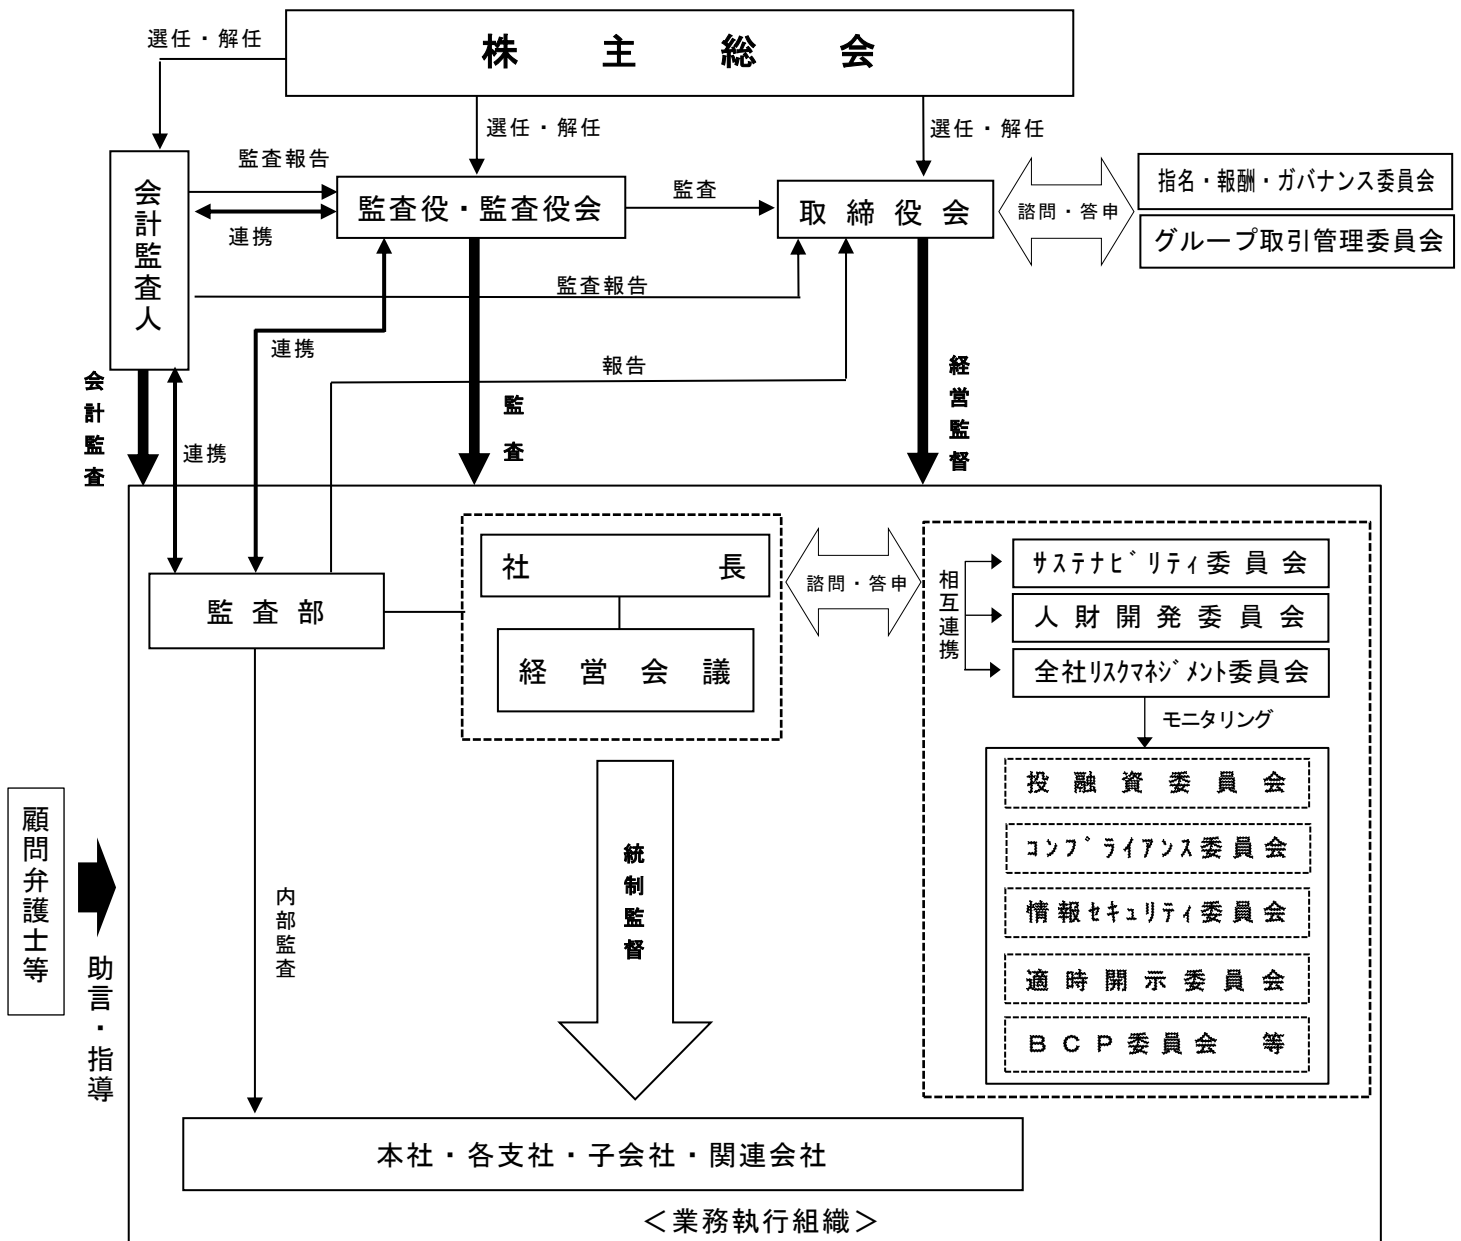 株主総会
選任・解任
選任・解任
選任・解任
会計監査人
監査報告
連携
監査役・監査役会
監査
取締役会
諮問・答申
指名・報酬・ガバナンス委員会
グループ取引管理委員会
監査報告
連携
報告
会計監査
連携
監査
経営監督
監査部
社長
経営会議
諮問・答申
相互連携
サステナビリティ委員会
人財開発委員会
全社リスクマネジメント委員会
モニタリング
投融資委員会
コンプライアンス委員会
情報セキュリティ委員会
適時開示委員会
BCP委員会 等
顧問弁護士等
助言・指導
内部監査
統制監督
本社・各支社・子会社・関連会社
＜業務執行組織＞